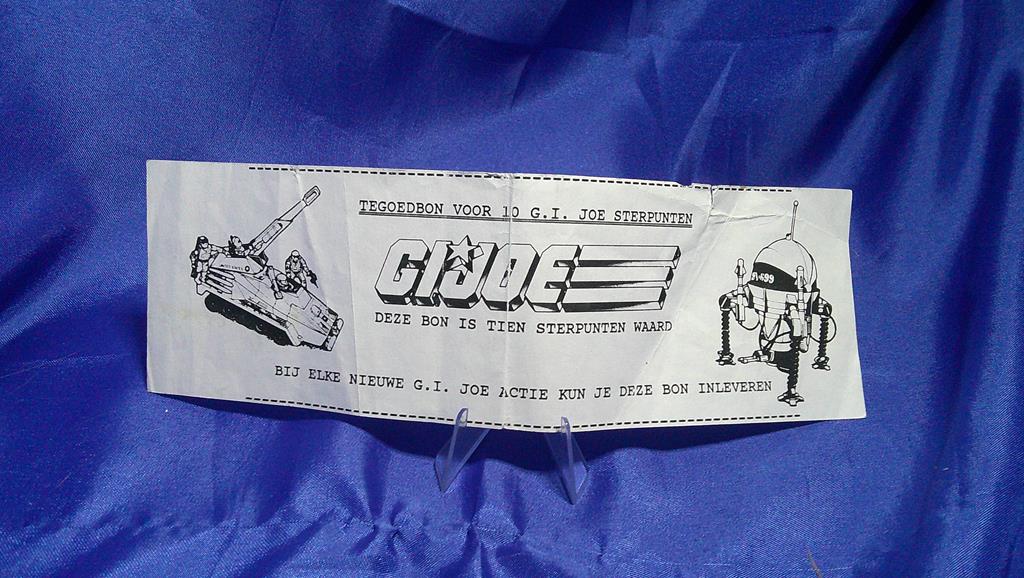 TEGOEDBON VOOR 10 G.I. JOE STERPUNTEN
GIJOE
DEZE BON IS TIEN STERPUNTEN WAARD
BIJ ELKE NIEUWE G.I. JOE ACTIE KUN JE DEZE BON INLEVEREN